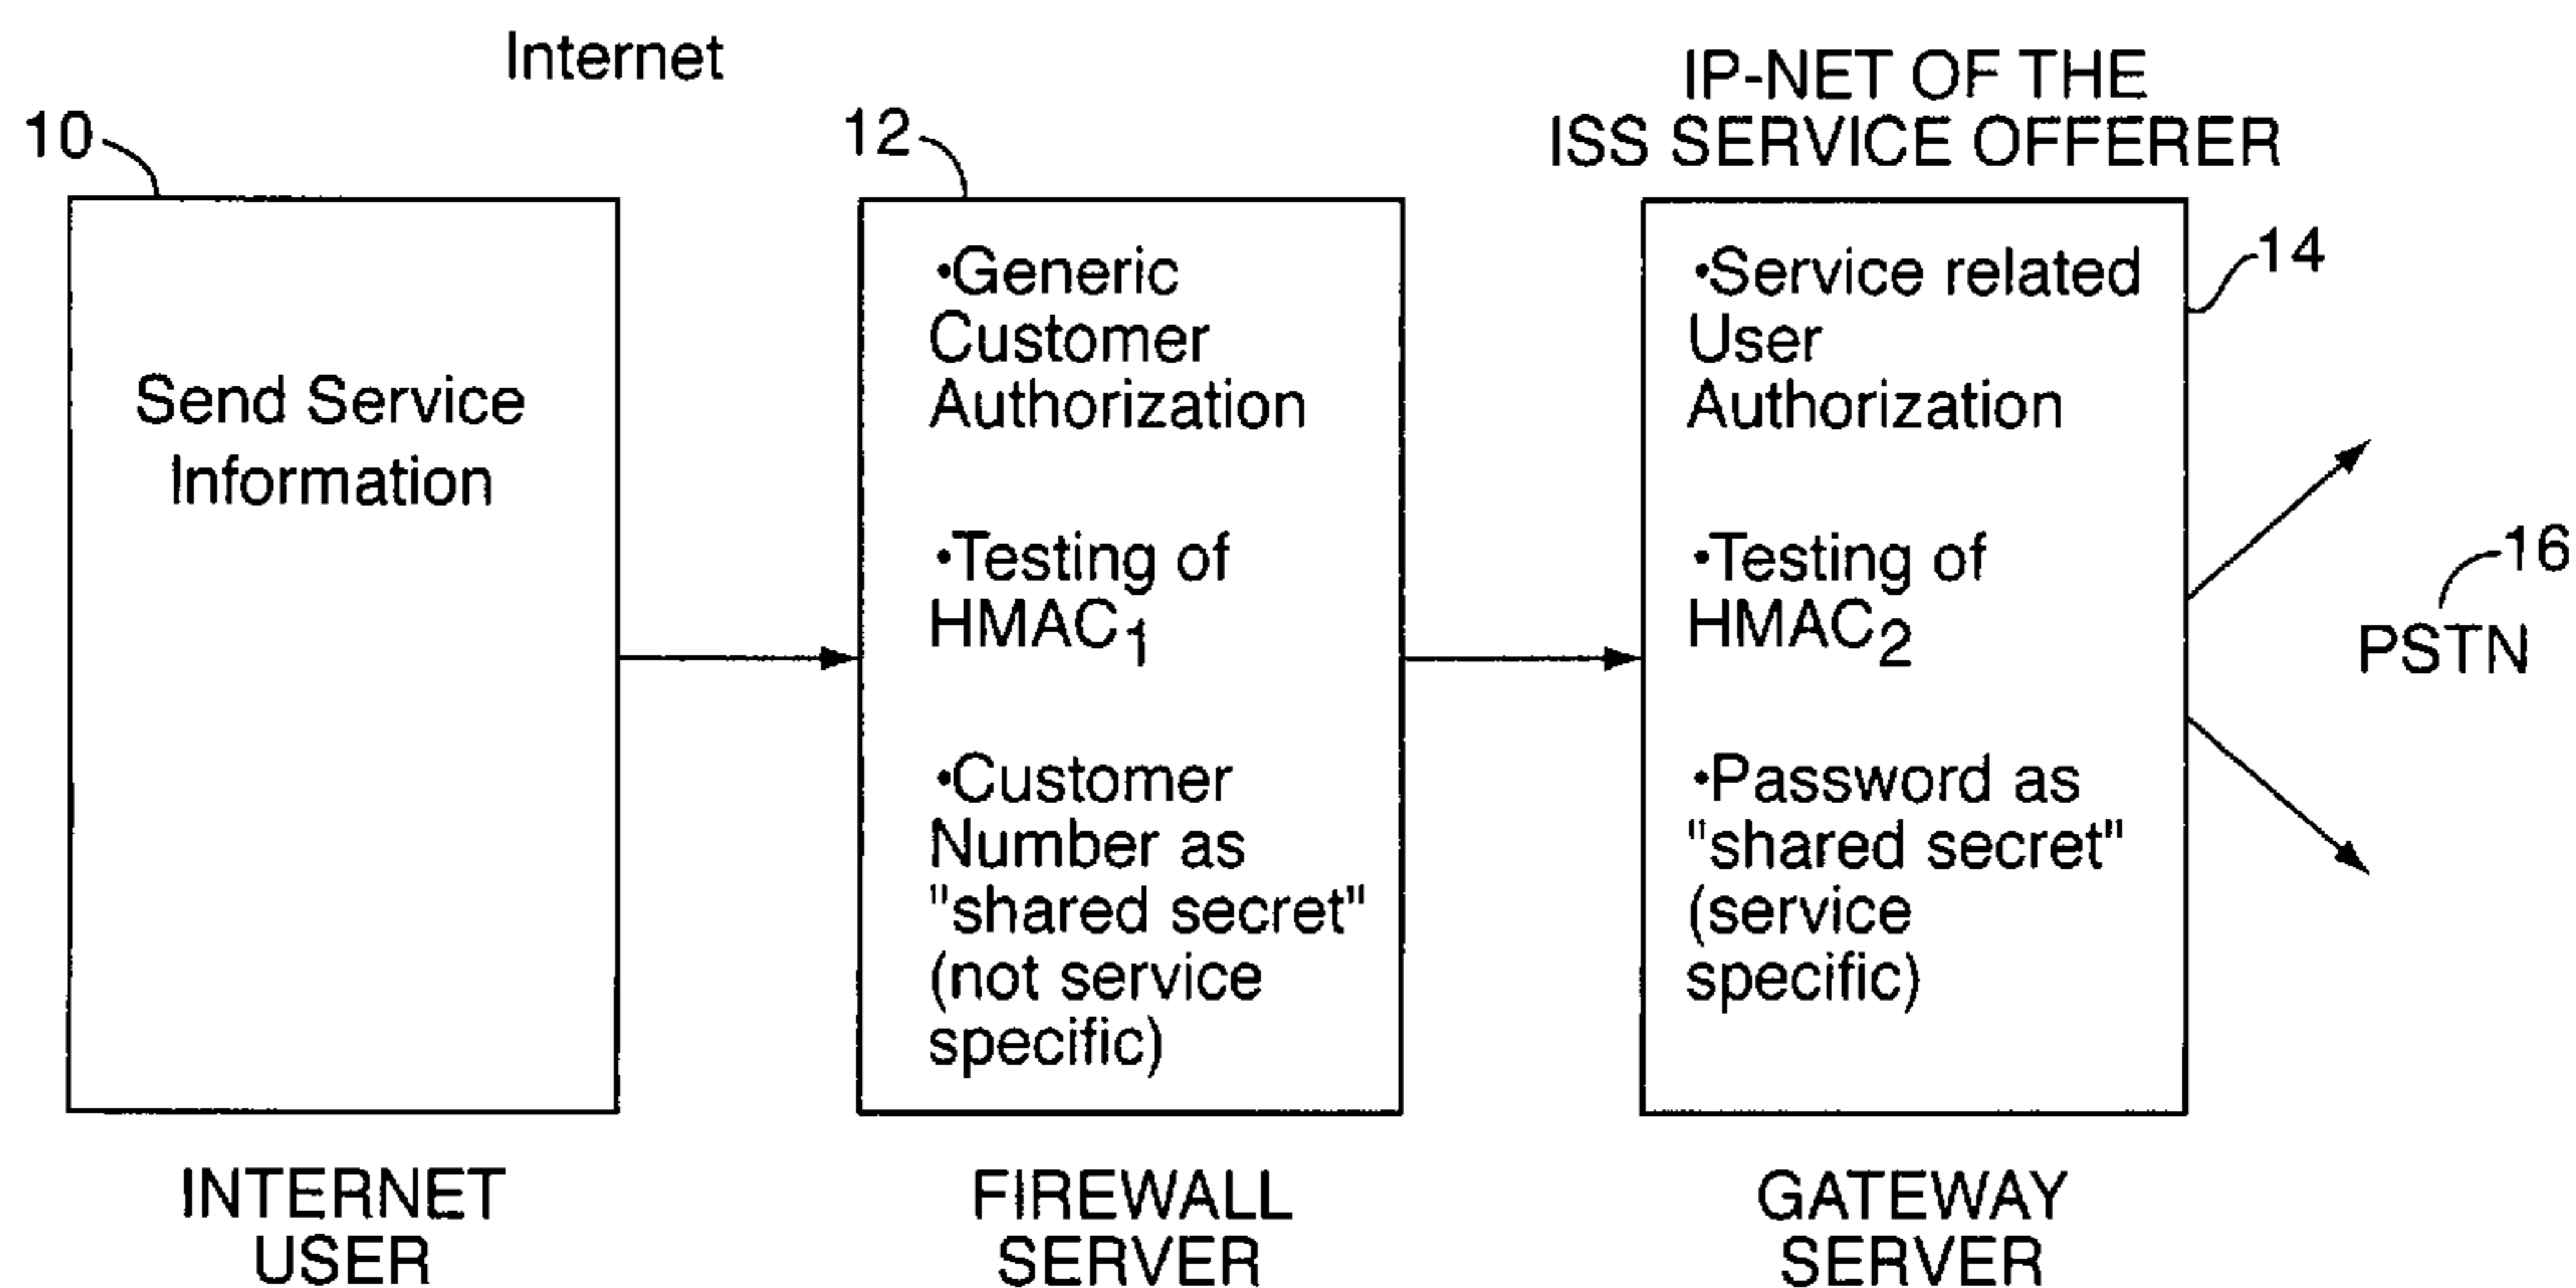 Internet
IP-NET OF THE
ISS SERVICE OFFERER
10
12
14
Send Service
Information
•Generic
Customer
Authorization
•Testing of
HMAC1
•Customer
Number as
"shared secret"
(not service
specific)
•Service related
User
Authorization
•Testing of
HMAC2
•Password as
"shared secret"
(service
specific)
16
PSTN
INTERNET
USER
FIREWALL
SERVER
GATEWAY
SERVER